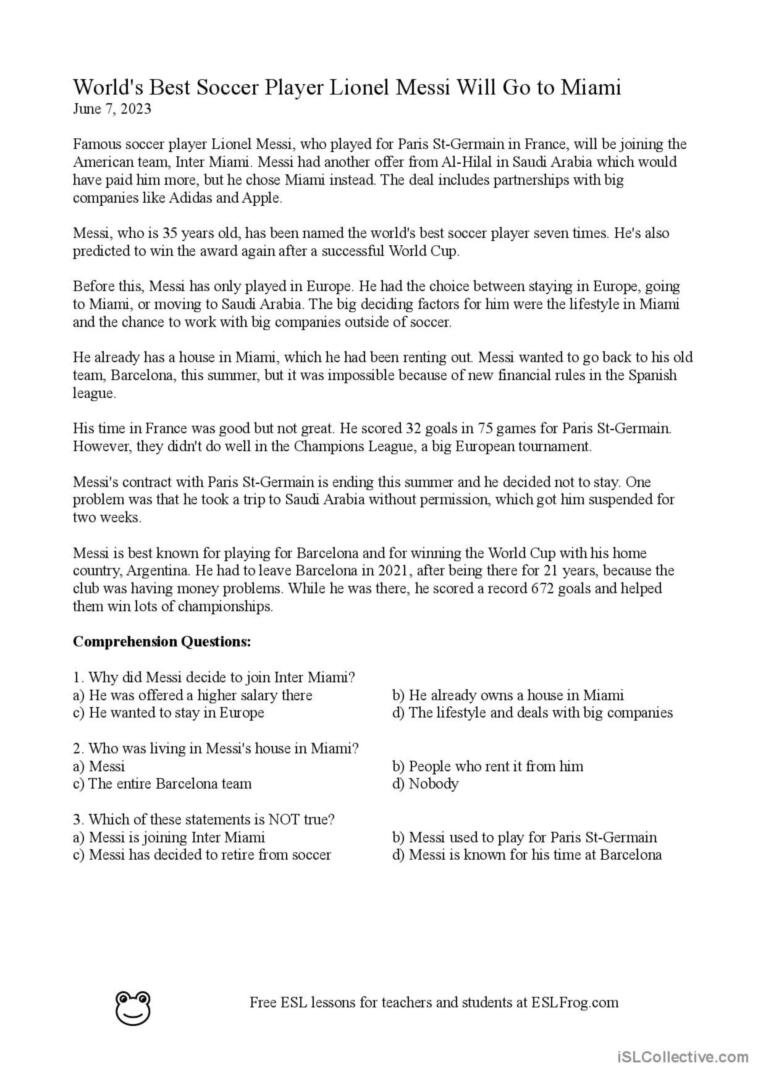 World's Best Soccer Player Lionel Messi Will Go to Miami
June 7, 2023
Famous soccer player Lionel Messi, who played for Paris St-Germain in France, will be joining the
American team, Inter Miami. Messi had another offer from Al-Hilal in Saudi Arabia which would
have paid him more, but he chose Miami instead. The deal includes partnerships with big
companies like Adidas and Apple.
Messi, who is 35 years old, has been named the world's best soccer player seven times. He's also
predicted to win the award again after a successful World Cup.
Before this, Messi has only played in Europe. He had the choice between staying in Europe, going
to Miami, or moving to Saudi Arabia. The big deciding factors for him were the lifestyle in Miami
and the chance to work with big companies outside of soccer.
He already has a house in Miami, which he had been renting out. Messi wanted to go back to his old
team, Barcelona, this summer, but it was impossible because of new financial rules in the Spanish
league.
His time in France was good but not great. He scored 32 goals in 75 games for Paris St-Germain.
However, they didn't do well in the Champions League, a big European tournament.
Messi's contract with Paris St-Germain is ending this summer and he decided not to stay. One
problem was that he took a trip to Saudi Arabia without permission, which got him suspended for
two weeks.
Messi is best known for playing for Barcelona and for winning the World Cup with his home
country, Argentina. He had to leave Barcelona in 2021, after being there for 21 years, because the
club was having money problems. While he was there, he scored a record 672 goals and helped
them win lots of championships.
Comprehension Questions:
1. Why did Messi decide to join Inter Miami?
a) He was offered a higher salary there b) He already owns a house in Miami
c) He wanted to stay in Europe d) The lifestyle and deals with big companies
2. Who was living in Messi's house in Miami?
a) Messi b) People who rent it from him
c) The entire Barcelona team d) Nobody
3. Which of these statements is NOT true?
a) Messi is joining Inter Miami b) Messi used to play for Paris St-Germain
c) Messi has decided to retire from soccer d) Messi is known for his time at Barcelona
Free ESL lessons for teachers and students at ESLFrog.com
iSLCollective.com